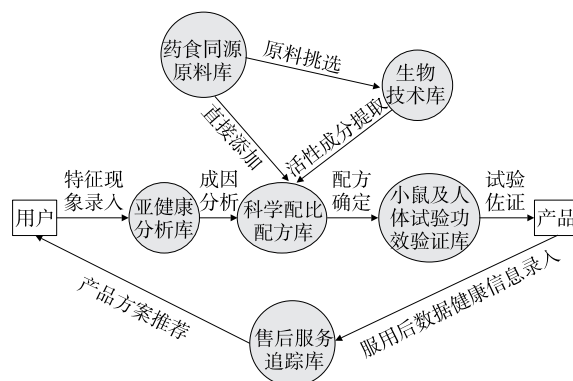 药食同源
原料库
原料挑选
生物
技术库
直接添加
活性成分提取
特征现
象录入
成因
分析
配方
确定
试验
佐证
用户
亚健康
分析库
科学配比
配方库
小鼠及人
体试验功
效验证库
产品
产品方案推荐
服用后数据健康信息录入
售后服务
追踪库